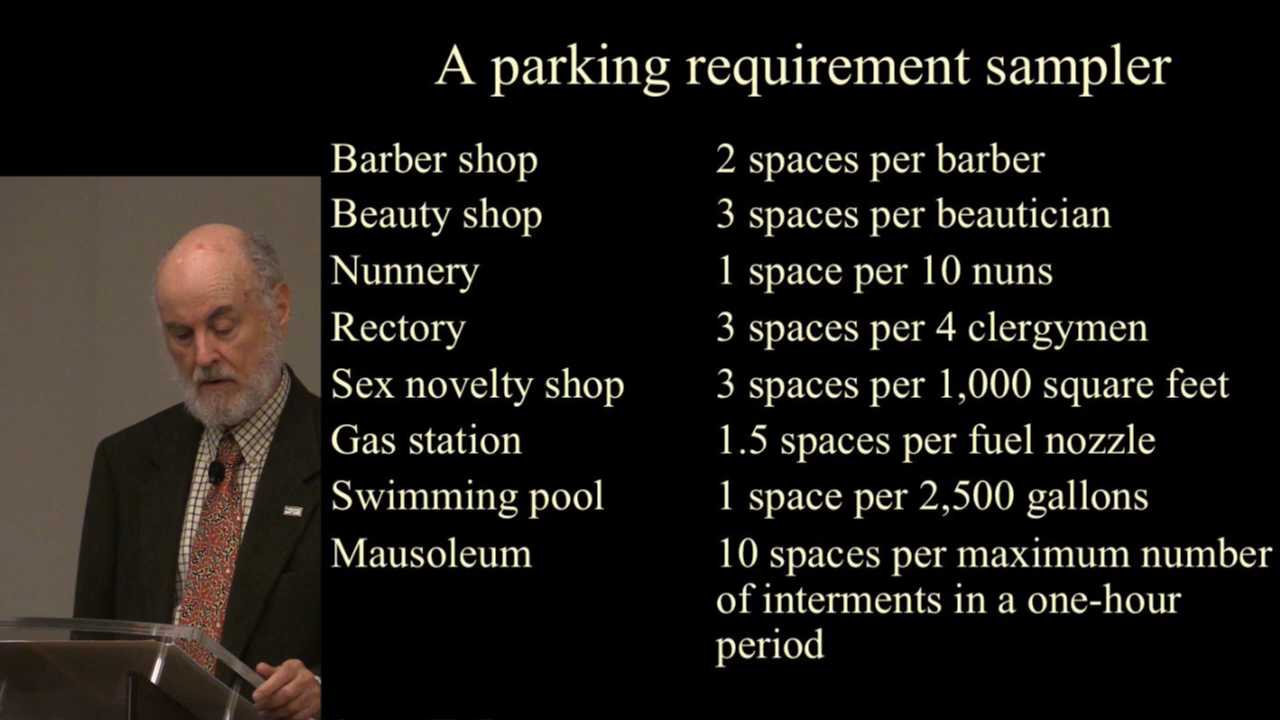 A parking requirement sampler
Barber shop 2 spaces per barber
Beauty shop 3 spaces per beautician
Nunnery 1 space per 10 nuns
Rectory 3 spaces per 4 clergymen
Sex novelty shop 3 spaces per 1,000 square feet
Gas station 1.5 spaces per fuel nozzle
Swimming pool 1 space per 2,500 gallons
Mausoleum 10 spaces per maximum number
of interments in a one-hour
period